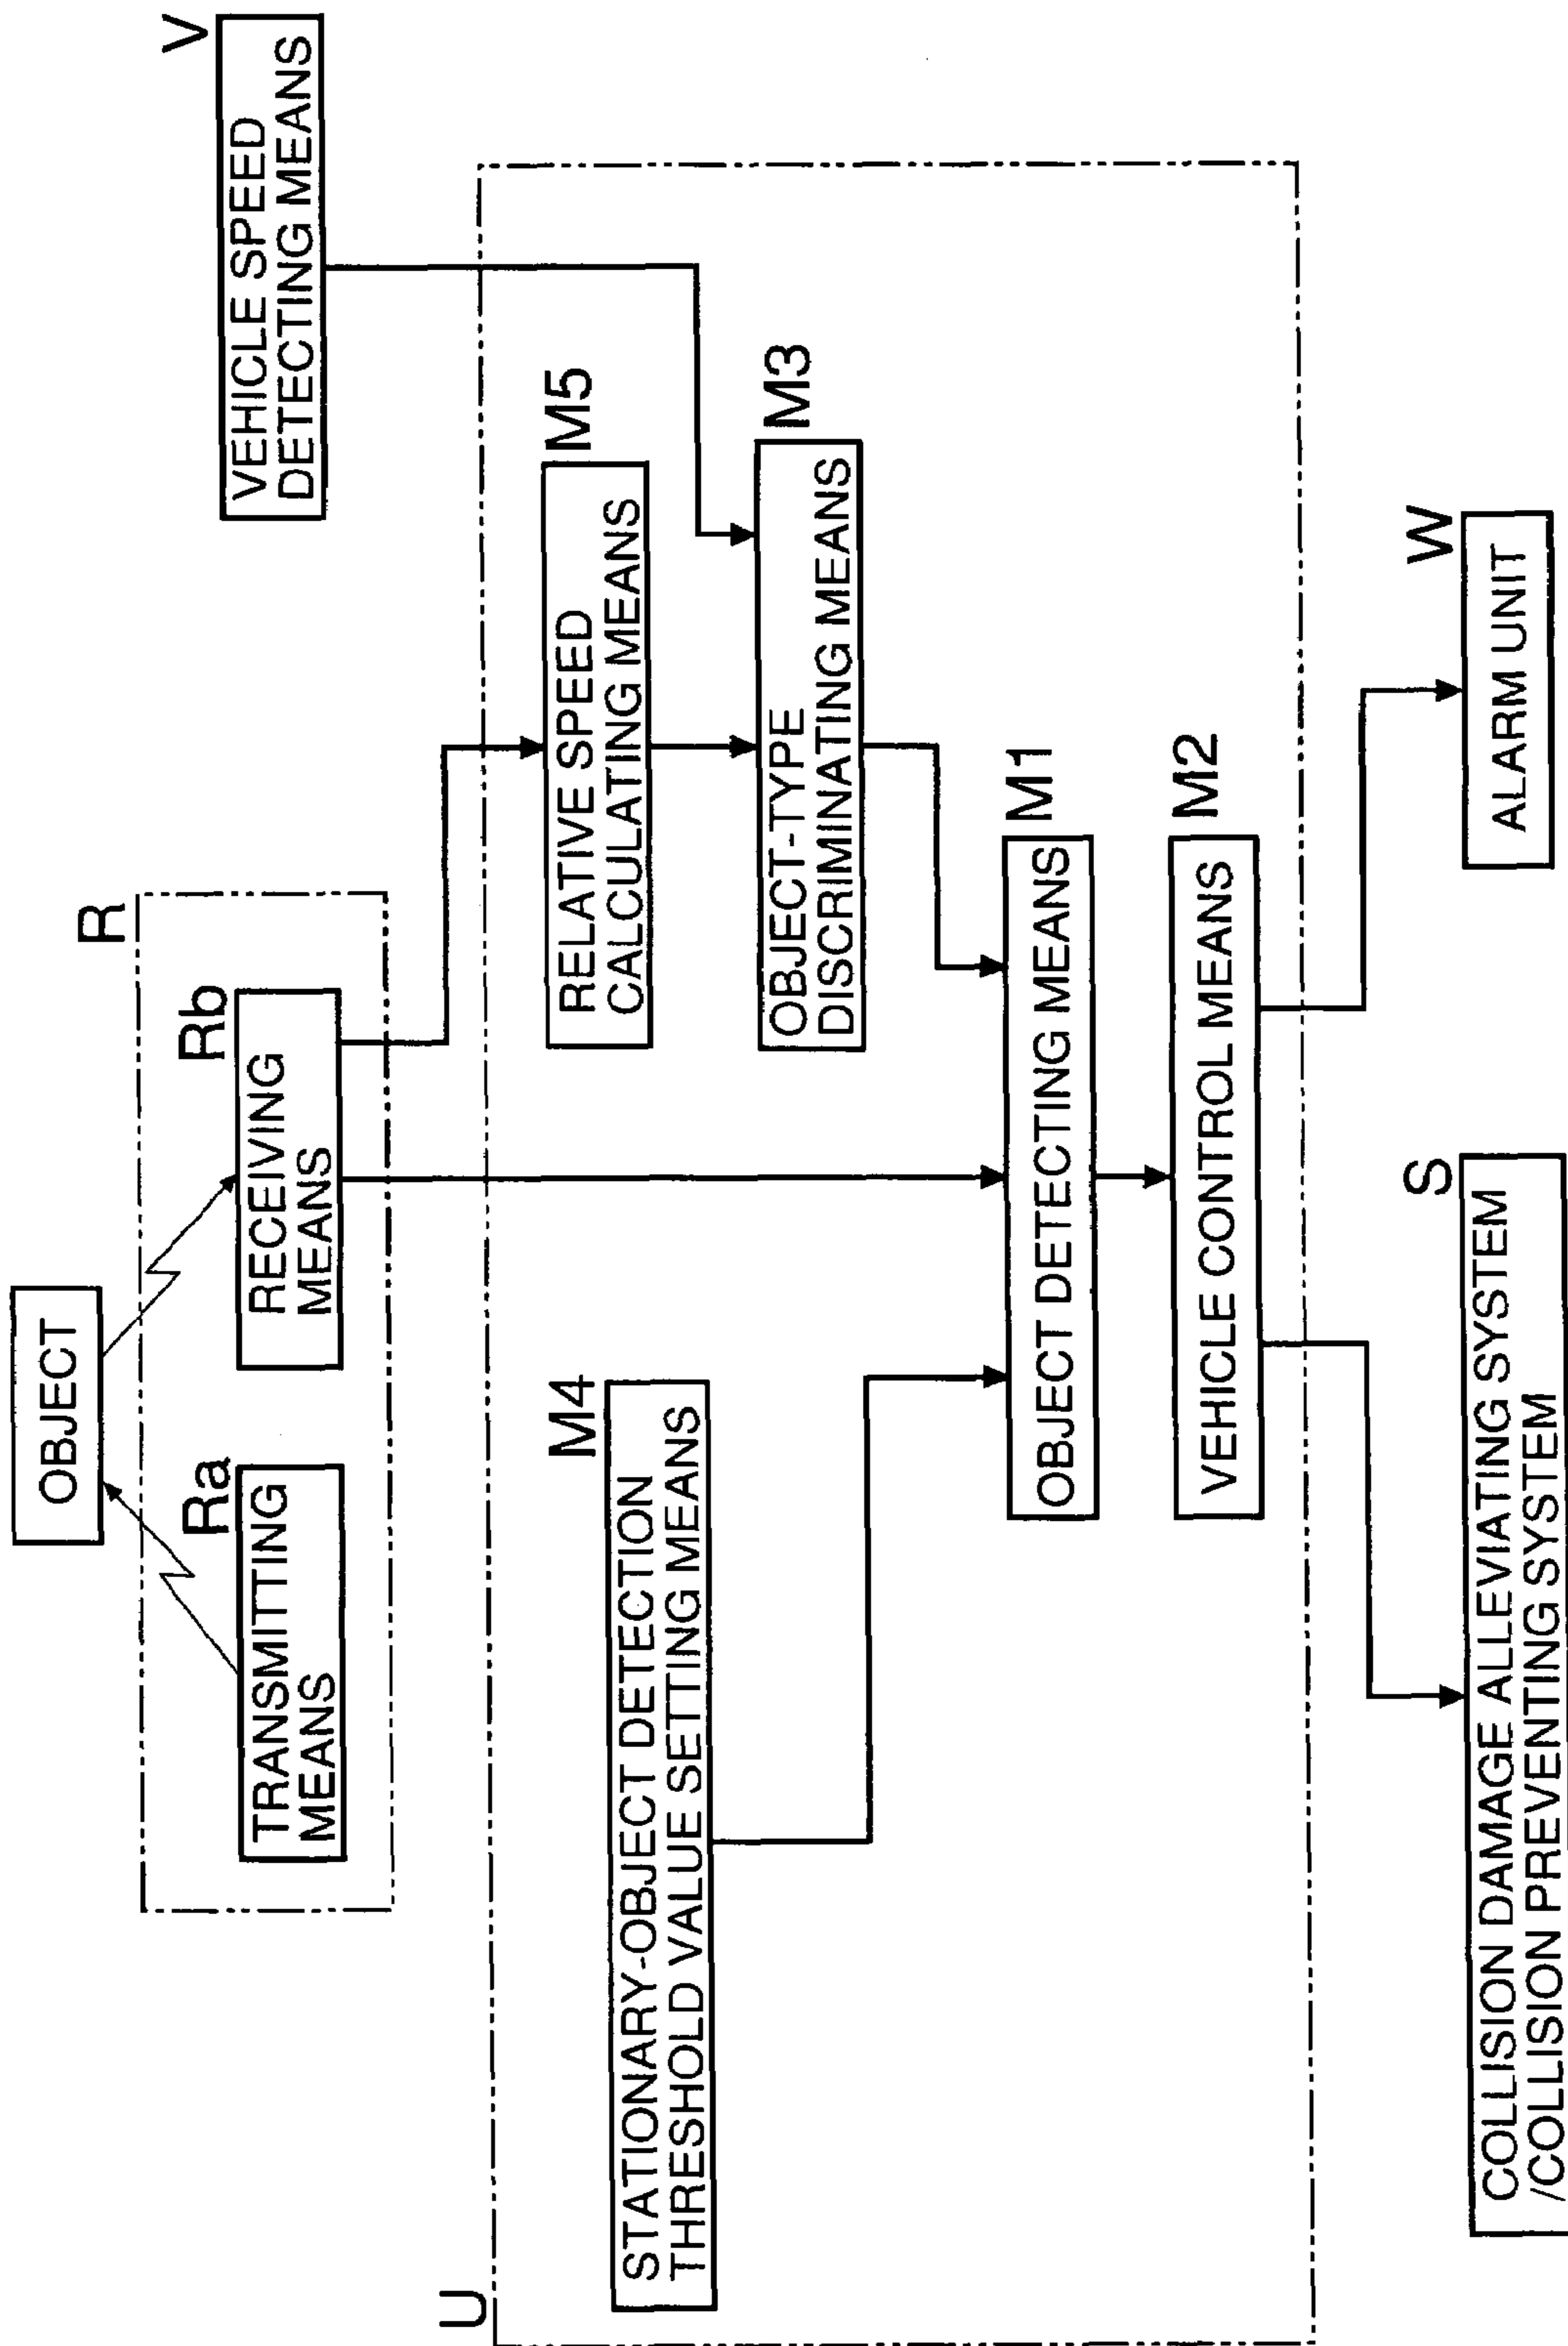 OBJECT
R
Ra
TRANSMITTING
MEANS
Rb
RECEIVING
MEANS
V
VEHICLE SPEED
DETECTING MEANS
U
M4
STATIONARY-OBJECT DETECTION
THRESHOLD VALUE SETTING MEANS
M5
RELATIVE SPEED
CALCULATING MEANS
M3
OBJECT-TYPE
DISCRIMINATING MEANS
M1
OBJECT DETECTING MEANS
M2
VEHICLE CONTROL MEANS
S
COLLISION DAMAGE ALLEVIATING SYSTEM
/COLLISION PREVENTING SYSTEM
W
ALARM UNIT